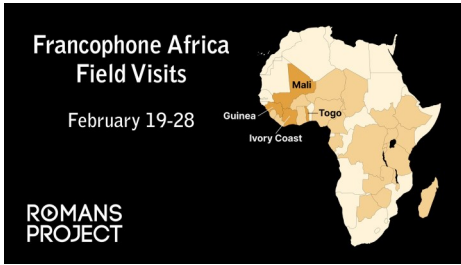 Francophone Africa
Field Visits
February 19-28
Mali
Guinea
Togo
Ivory Coast
ROMANS
PROJECT